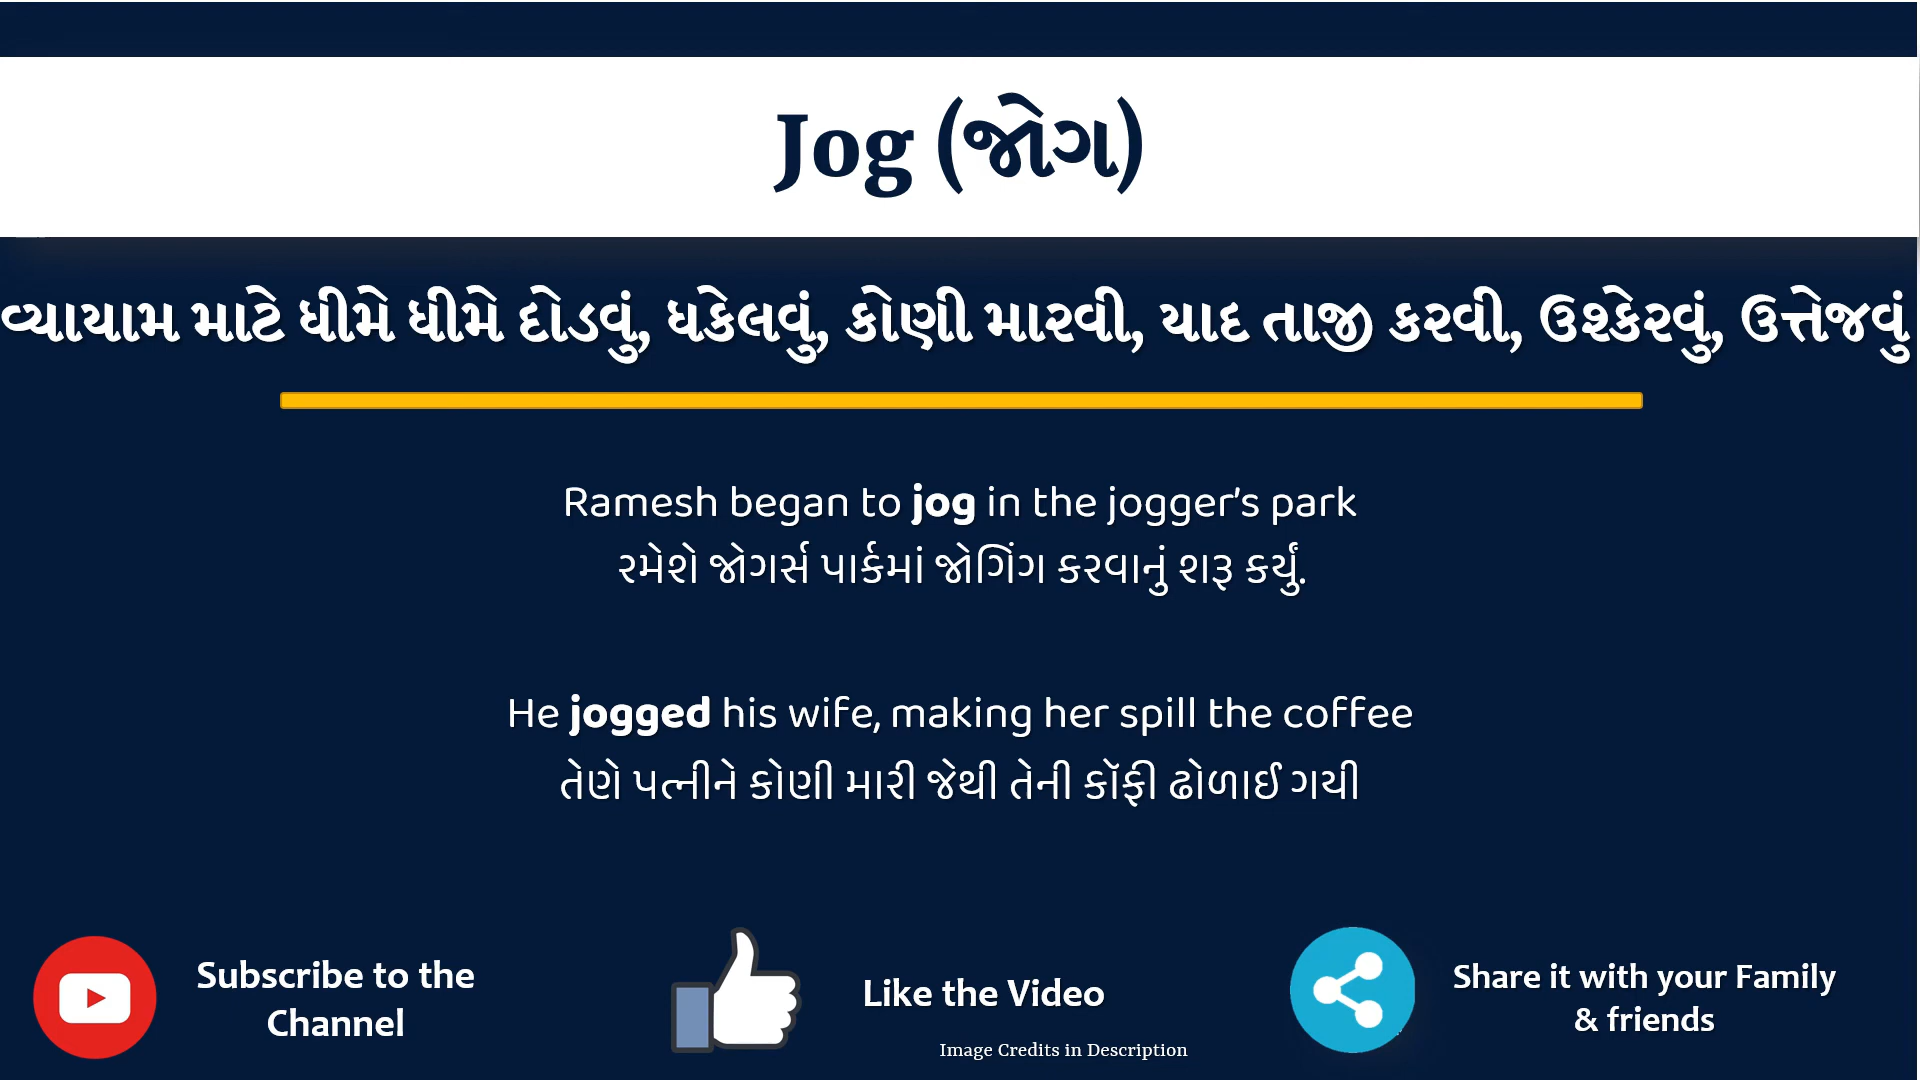 Jog (જોગ)
વ્યાયામ માટે ધીમે ધીમે દોડવું, ધકેલવું, કોણી મારવી, યાદ તાજી કરવી, ઉશ્કેરવું, ઉત્તેજવું
Ramesh began to jog in the jogger’s park
રમેશે જોગર્સ પાર્કમાં જોગિંગ કરવાનું શરૂ કર્યું.
He jogged his wife, making her spill the coffee
તેણે પત્નીને કોણી મારી જેથી તેની કૉફી ઢોળાઈ ગયી
Subscribe to the
Channel
Like the Video
Share it with your Family
& friends
Image Credits in Description